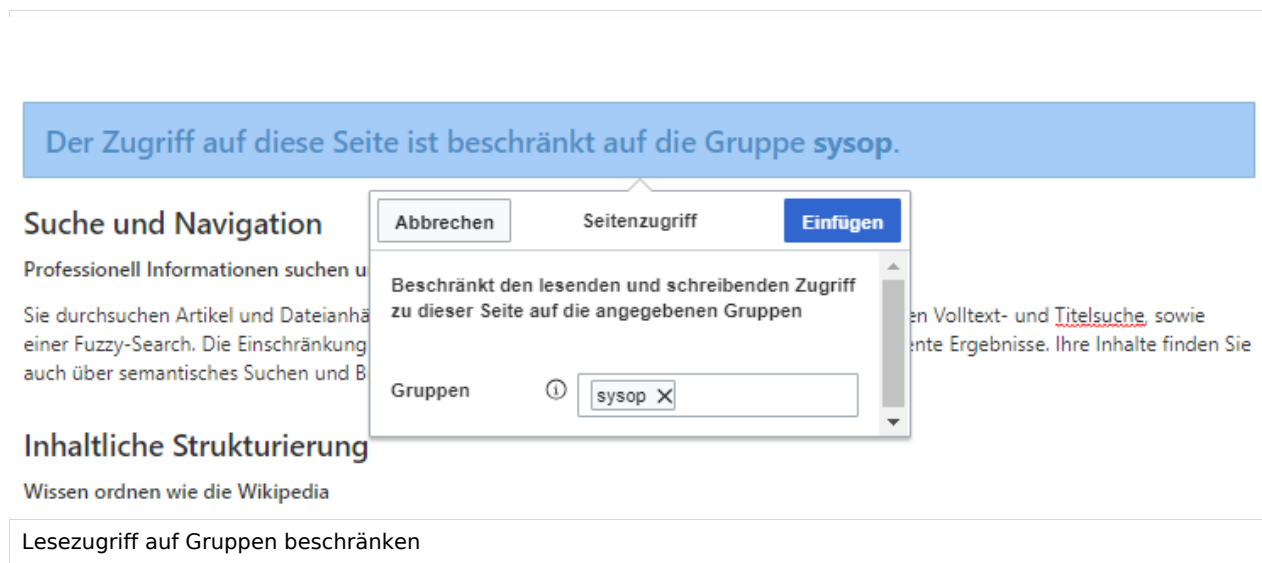 Der Zugriff auf diese Seite ist beschränkt auf die Gruppe sysop.
Suche und Navigation
Abbrechen Seitenzugriff Einfügen
Professionell Informationen suchen
Beschränkt den lesenden und schreibenden Zugriff
zu dieser Seite auf die angegebenen Gruppen
Sie durchsuchen Artikel und Volltext- und Titelsuche, sowie
einer Fuzzy-Search. Die Einschränkung Ergebnisse. Ihre Inhalte finden Sie
auch über semantisches Suchen und
Gruppen sysop
Inhaltliche Strukturierung
Wissen ordnen wie die Wikipedia
Lesezugriff auf Gruppen beschränken